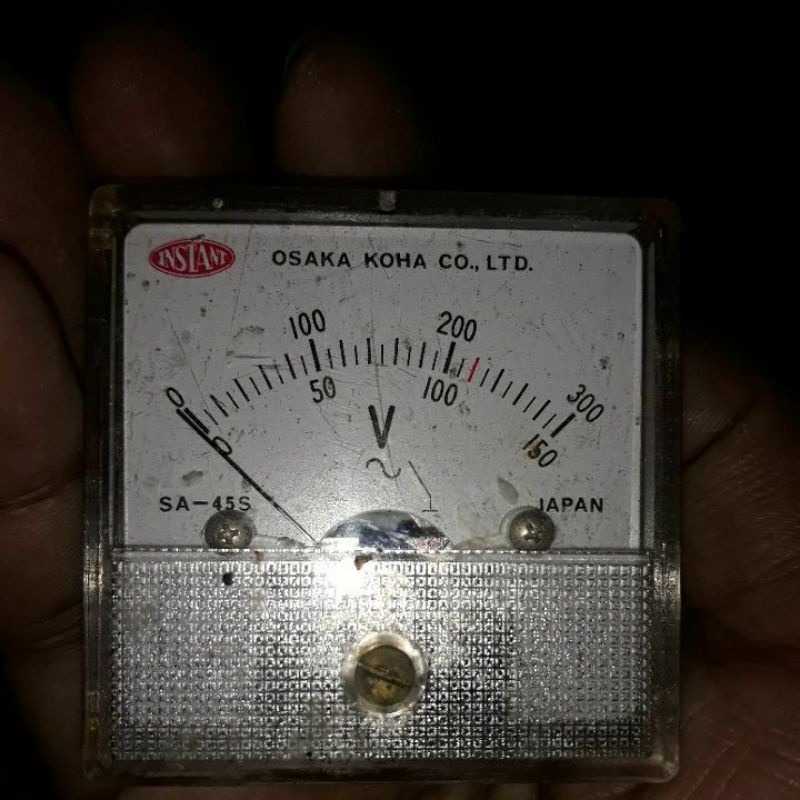 INSTANT
OSAKA KOHA CO., LTD.
0 100 200 300
0 50 100 150
V
~
SA-45S
JAPAN